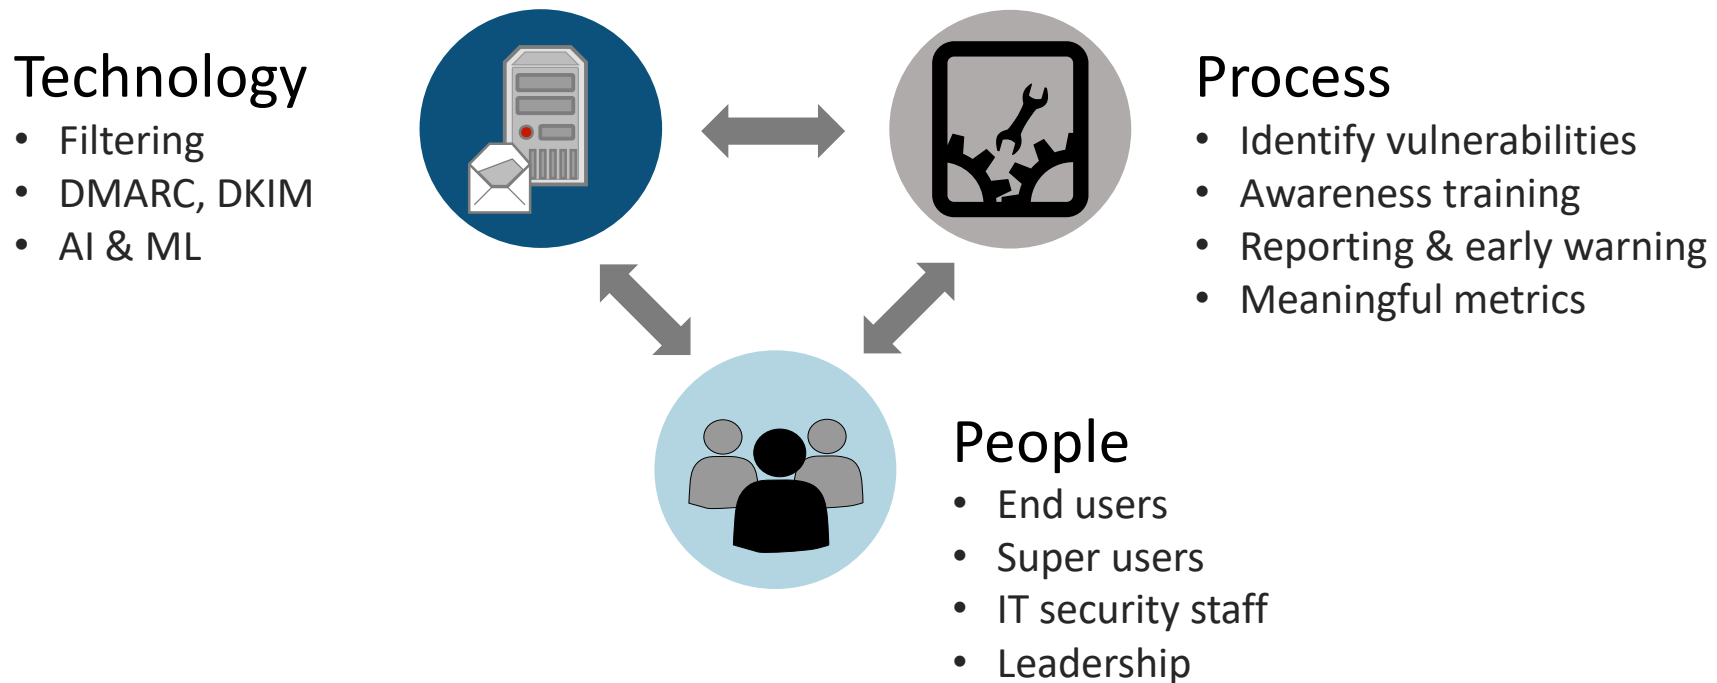 Technology
• Filtering
• DMARC, DKIM
• AI & ML
Process
• Identify vulnerabilities
• Awareness training
• Reporting & early warning
• Meaningful metrics
People
• End users
• Super users
• IT security staff
• Leadership